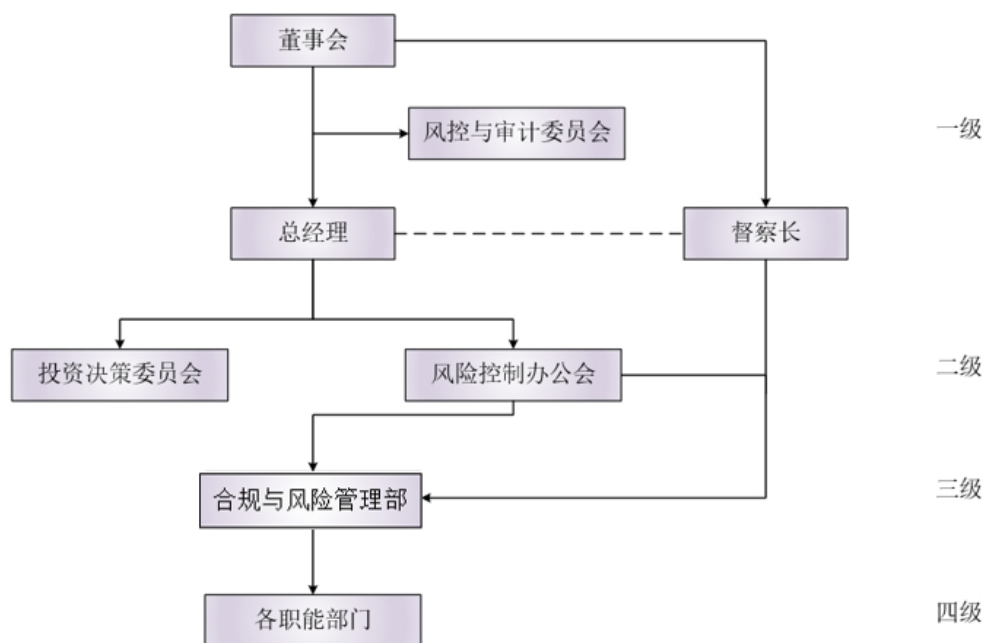 董事会
风控与审计委员会
一级
总经理
督察长
投资决策委员会
风险控制办公会
二级
合规与风险管理部
三级
各职能部门
四级